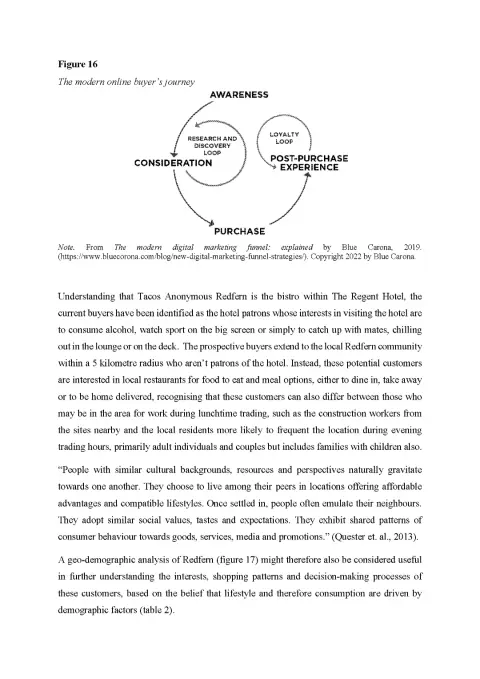 Figure 16
The modern online buyer's journey
AWARENESS
RESEARCH AND
DISCOVERY
LOOP
LOYALTY
LOOP
CONSIDERATION
POST-PURCHASE
EXPERIENCE
PURCHASE
Note. From The modern digital marketing funnel: explained by Blue Carona, 2019.
(https://www.bluecorona.com/blog/new-digital-marketing-funnel-strategies/). Copyright 2022 by Blue Carona.
Understanding that Tacos Anonymous Redfern is the bistro within The Regent Hotel, the
current buyers have been identified as the hotel patrons whose interests in visiting the hotel are
to consume alcohol, watch sport on the big screen or simply to catch up with mates, chilling
out in the lounge or on the deck. The prospective buyers extend to the local Redfern community
within a 5 kilometre radius who aren't patrons of the hotel. Instead, these potential customers
are interested in local restaurants for food to eat and meal options, either to dine in, take away
or to be home delivered, recognising that these customers can also differ between those who
may be in the area for work during lunchtime trading, such as the construction workers from
the sites nearby and the local residents more likely to frequent the location during evening
trading hours, primarily adult individuals and couples but includes families with children also.
“People with similar cultural backgrounds, resources and perspectives naturally gravitate
towards one another. They choose to live among their peers in locations offering affordable
advantages and compatible lifestyles. Once settled in, people often emulate their neighbours.
They adopt similar social values, tastes and expectations. They exhibit shared patterns of
consumer behaviour towards goods, services, media and promotions.” (Quester et. al., 2013).
A geo-demographic analysis of Redfern (figure 17) might therefore also be considered useful
in further understanding the interests, shopping patterns and decision-making processes of
these customers, based on the belief that lifestyle and therefore consumption are driven by
demographic factors (table 2).